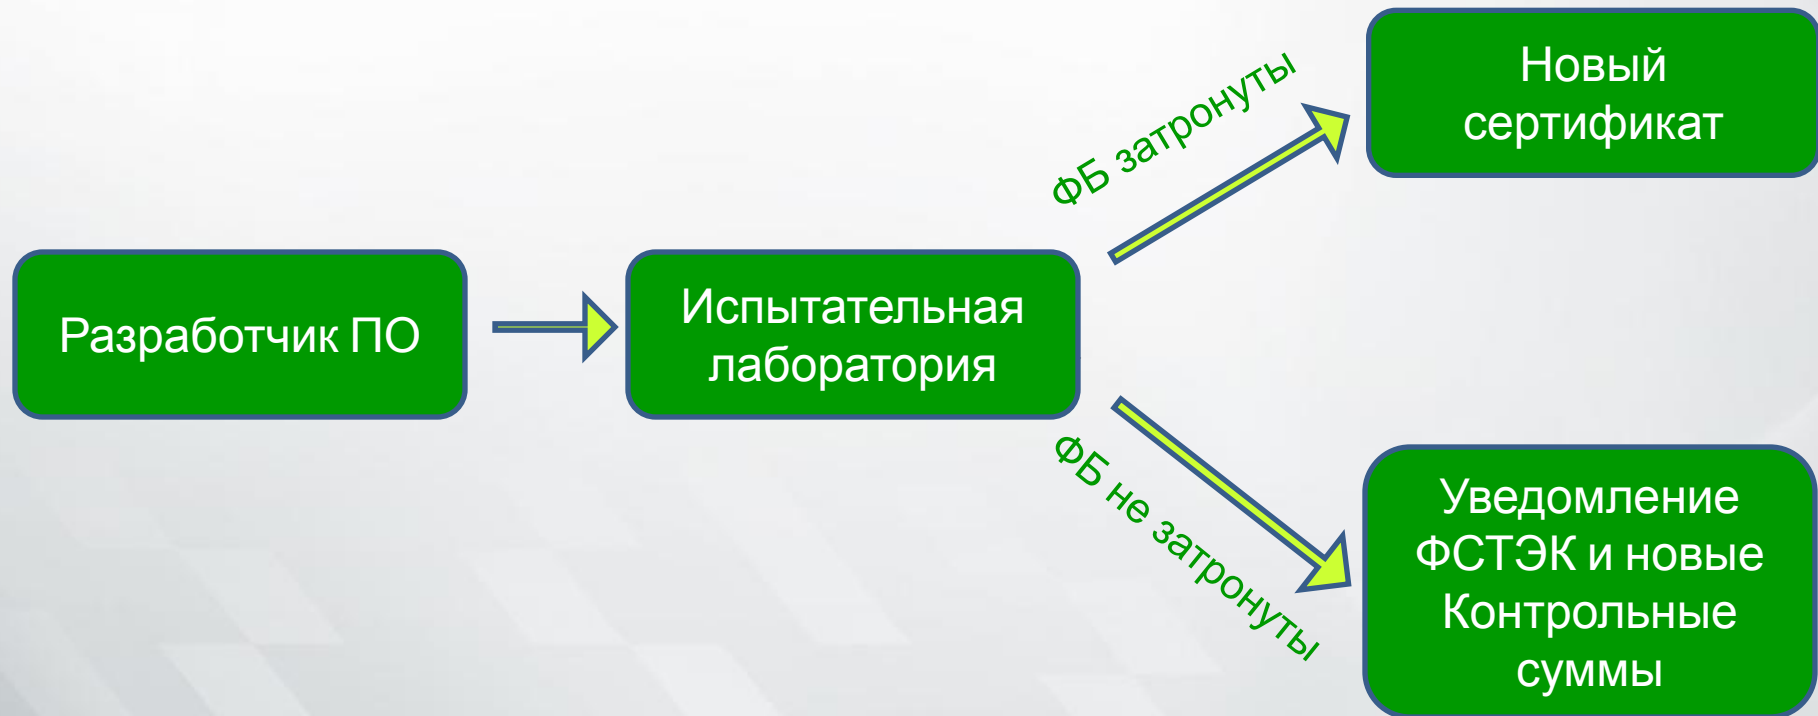 Разработчик ПО
Испытательная
лаборатория
ФБ затронуты
Новый
сертификат
ФБ не затронуты
Уведомление
ФСТЭК и новые
Контрольные
суммы